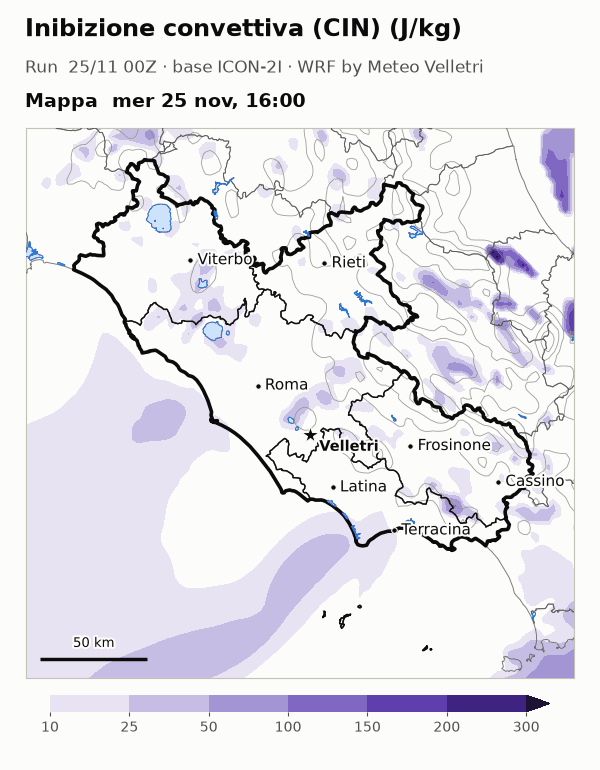 Inibizione convettiva (CIN) (J/kg)
Run  25/11 00Z · base ICON-2I · WRF by Meteo Velletri
Mappa  mer 25 nov, 16:00
Viterbo
Rieti
Roma
Velletri
Frosinone
Cassino
Latina
Terracina
50 km
10 25 50 100 150 200 300